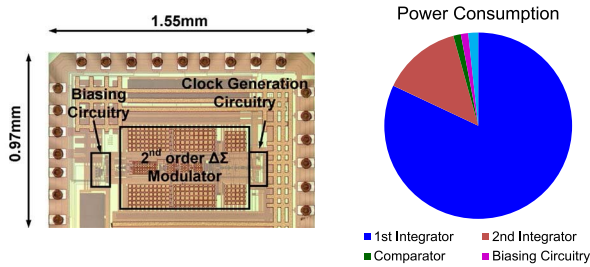 1.55mm
0.97mm
Biasing
Circuitry
Clock Generation
Circuitry
2nd order ΔΣ
Modulator
Power Consumption
1st Integrator
2nd Integrator
Comparator
Biasing Circuitry